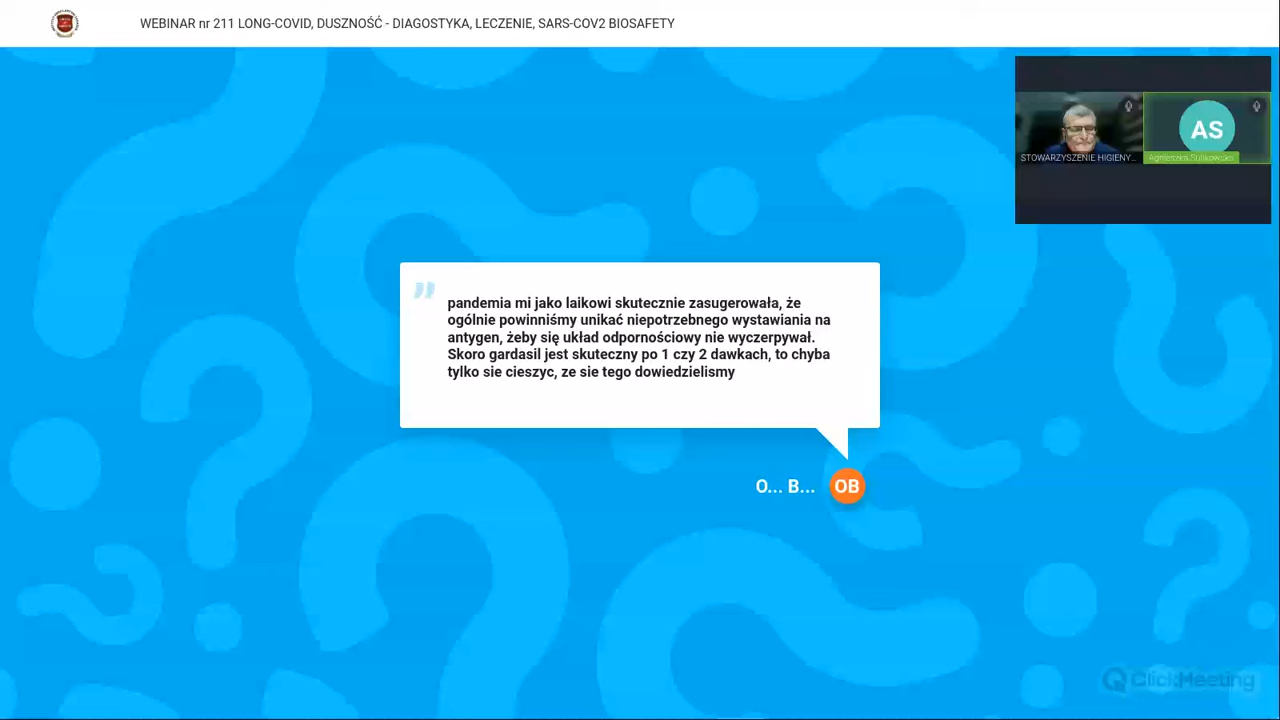 WEBINAR nr 211 LONG-COVID, DUSZNOŚĆ - DIAGOSTYKA, LECZENIE, SARS-COV2 BIOSAFETY
AS
STOWARZYSZENIE HIGIENY...
Agnieszka Sulikowska
pandemia mi jako laikowi skutecznie zasugerowała, że
ogólnie powinniśmy unikać niepotrzebnego wystawiania na
antygen, żeby się układ odpornościowy nie wyczerpywał.
Skoro gardasil jest skuteczny po 1 czy 2 dawkach, to chyba
tylko sie cieszyc, ze sie tego dowiedzielismy
O... B... OB
ClickMeeting